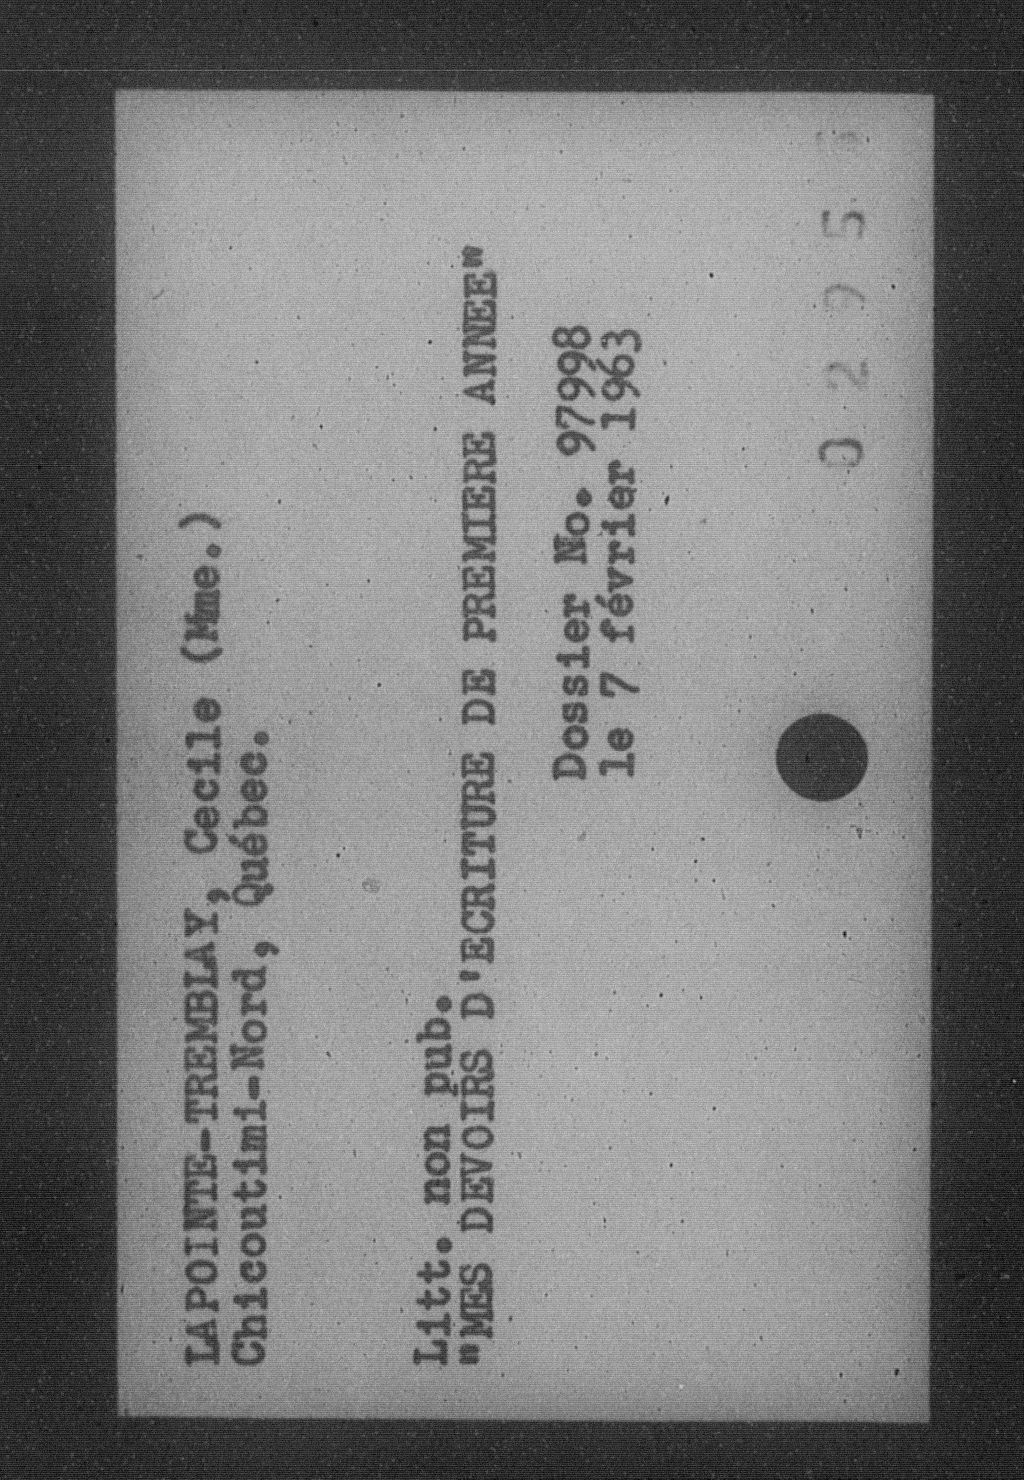 LAPOINTE-TREMBLAY, Cecile (Mme.)
Chicoutimi-Nord, Québec.
Litt. non pub.
"MES DEVOIRS D'ECRITURE DE PREMIERE ANNEE"
Dossier No. 97998
le 7 février 1963